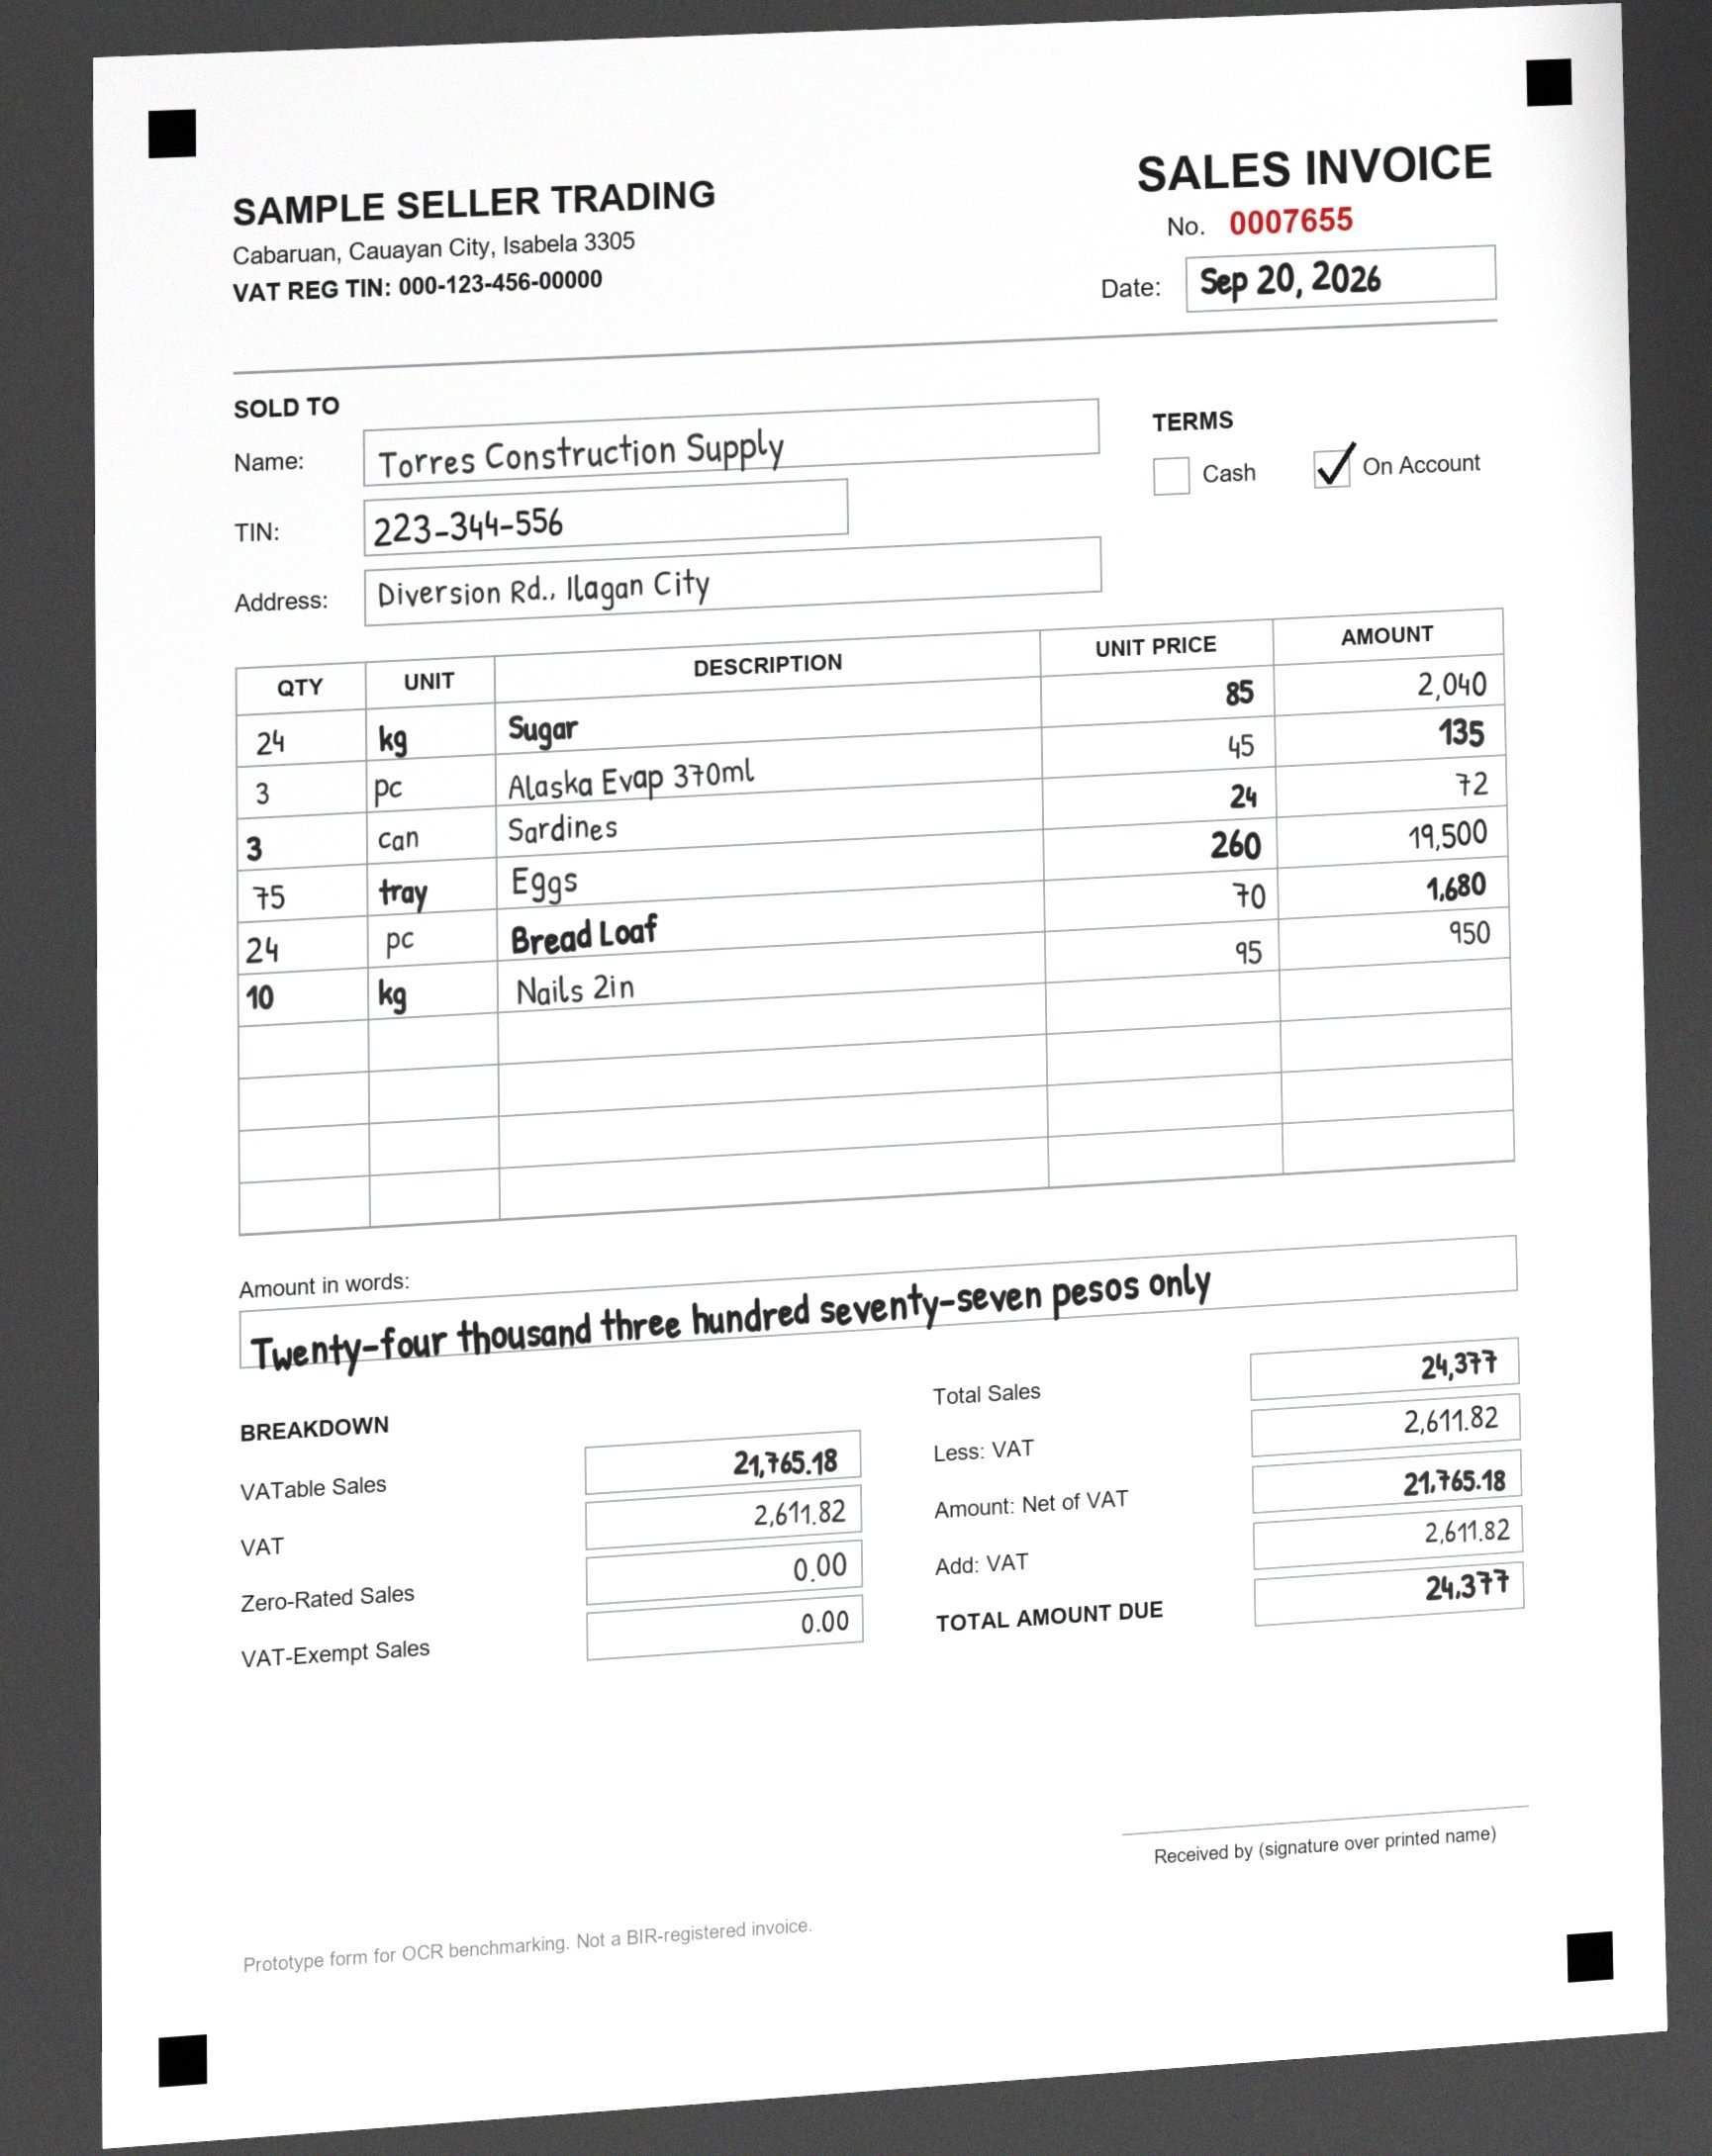 SAMPLE SELLER TRADING
Cabaruan, Cauayan City, Isabela 3305
VAT REG TIN: 000-123-456-00000
SALES INVOICE
No. 0007655
Date: Sep 20, 2026
SOLD TO
Name: Torres Construction Supply
TIN: 223-344-556
Address: Diversion Rd., Ilagan City
TERMS
Cash On Account
QTY UNIT DESCRIPTION UNIT PRICE AMOUNT
24 kg Sugar 85 2,040
3 pc Alaska Evap 370ml 45 135
3 can Sardines 24 72
75 tray Eggs 260 19,500
24 pc Bread Loaf 70 1,680
10 kg Nails 2in 95 950
Amount in words:
Twenty-four thousand three hundred seventy-seven pesos only
BREAKDOWN
VATable Sales 21,765.18
VAT 2,611.82
Zero-Rated Sales 0.00
VAT-Exempt Sales 0.00
Total Sales 24,377
Less: VAT 2,611.82
Amount: Net of VAT 21,765.18
Add: VAT 2,611.82
TOTAL AMOUNT DUE 24,377
Received by (signature over printed name)
Prototype form for OCR benchmarking. Not a BIR-registered invoice.